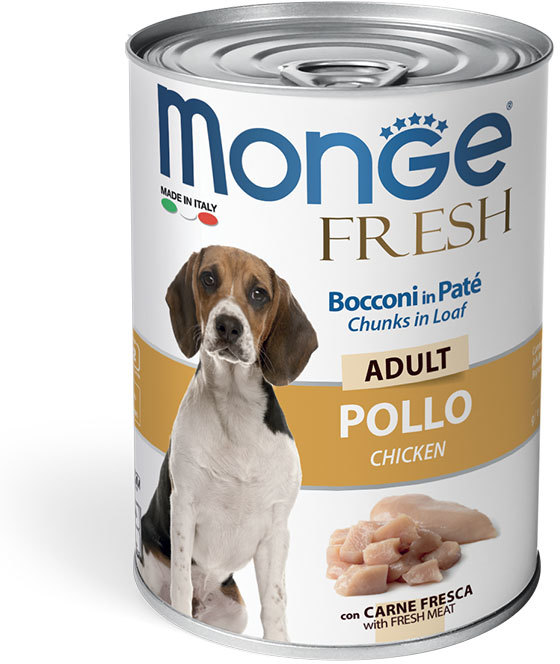 MONGE®
MADE IN ITALY
FRESH
Bocconi in Paté
Chunks in Loaf
ADULT
POLLO
CHICKEN
con CARNE FRESCA
with FRESH MEAT